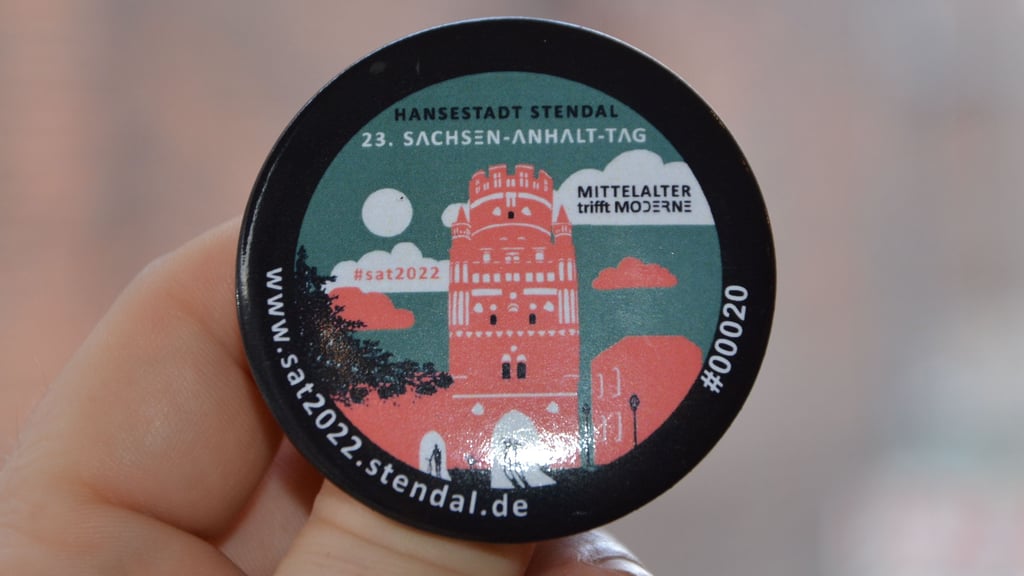 HANSESTADT STENDAL
23. SACHSEN-ANHALT-TAG
MITTELALTER
trifft MODERNE
#sat2022
www.sat2022.stendal.de
#00020